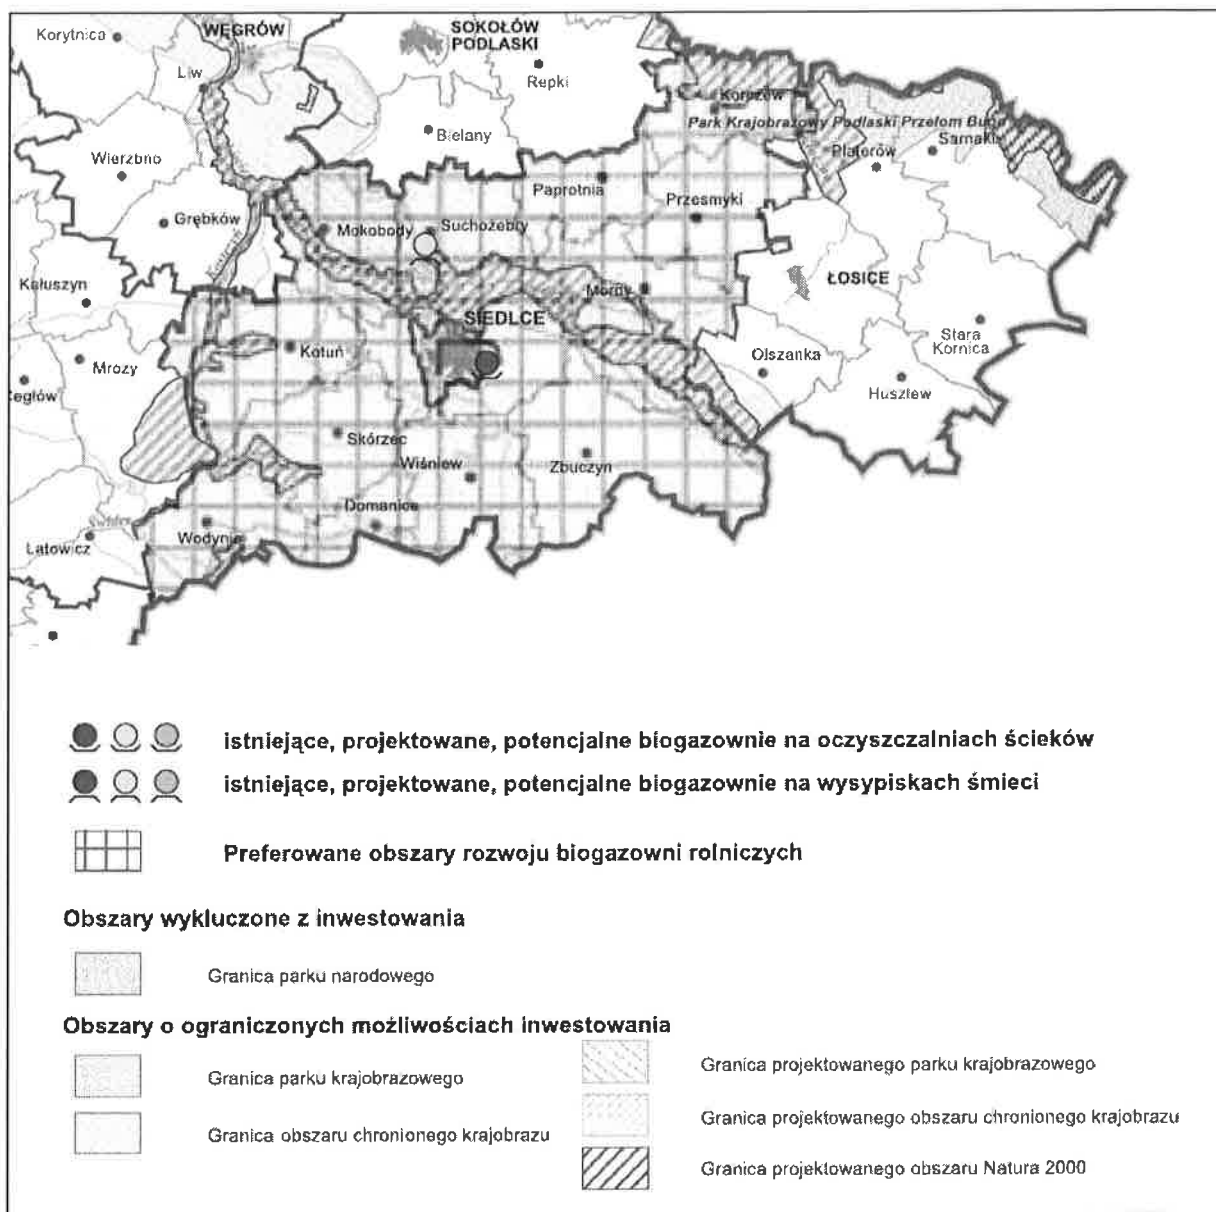 WĘGRÓW
SOKOŁÓW
PODLASKI
Korytnica
Liw
Repki
Korczew
Park Krajobrazowy Podlaski Przełom Bugu
Bielany
Sarnaki
Wierzbno
Platerów
Paprotnia
Przesmyki
Grębków
Mokobody
Suchożebry
Kostrzyń
Kałuszyn
Mordy
ŁOSICE
SIEDLCE
Stara
Kornica
Kotuń
Olszanka
Mrozy
Huszlew
Cegłów
Skórzec
Wiśniew
Zbuczyn
Domanice
Świder
Wodynie
Latowicz
istniejące, projektowane, potencjalne biogazownie na oczyszczalniach ścieków
istniejące, projektowane, potencjalne biogazownie na wysypiskach śmieci
Preferowane obszary rozwoju biogazowni rolniczych
Obszary wykluczone z inwestowania
Granica parku narodowego
Obszary o ograniczonych możliwościach inwestowania
Granica parku krajobrazowego
Granica projektowanego parku krajobrazowego
Granica obszaru chronionego krajobrazu
Granica projektowanego obszaru chronionego krajobrazu
Granica projektowanego obszaru Natura 2000